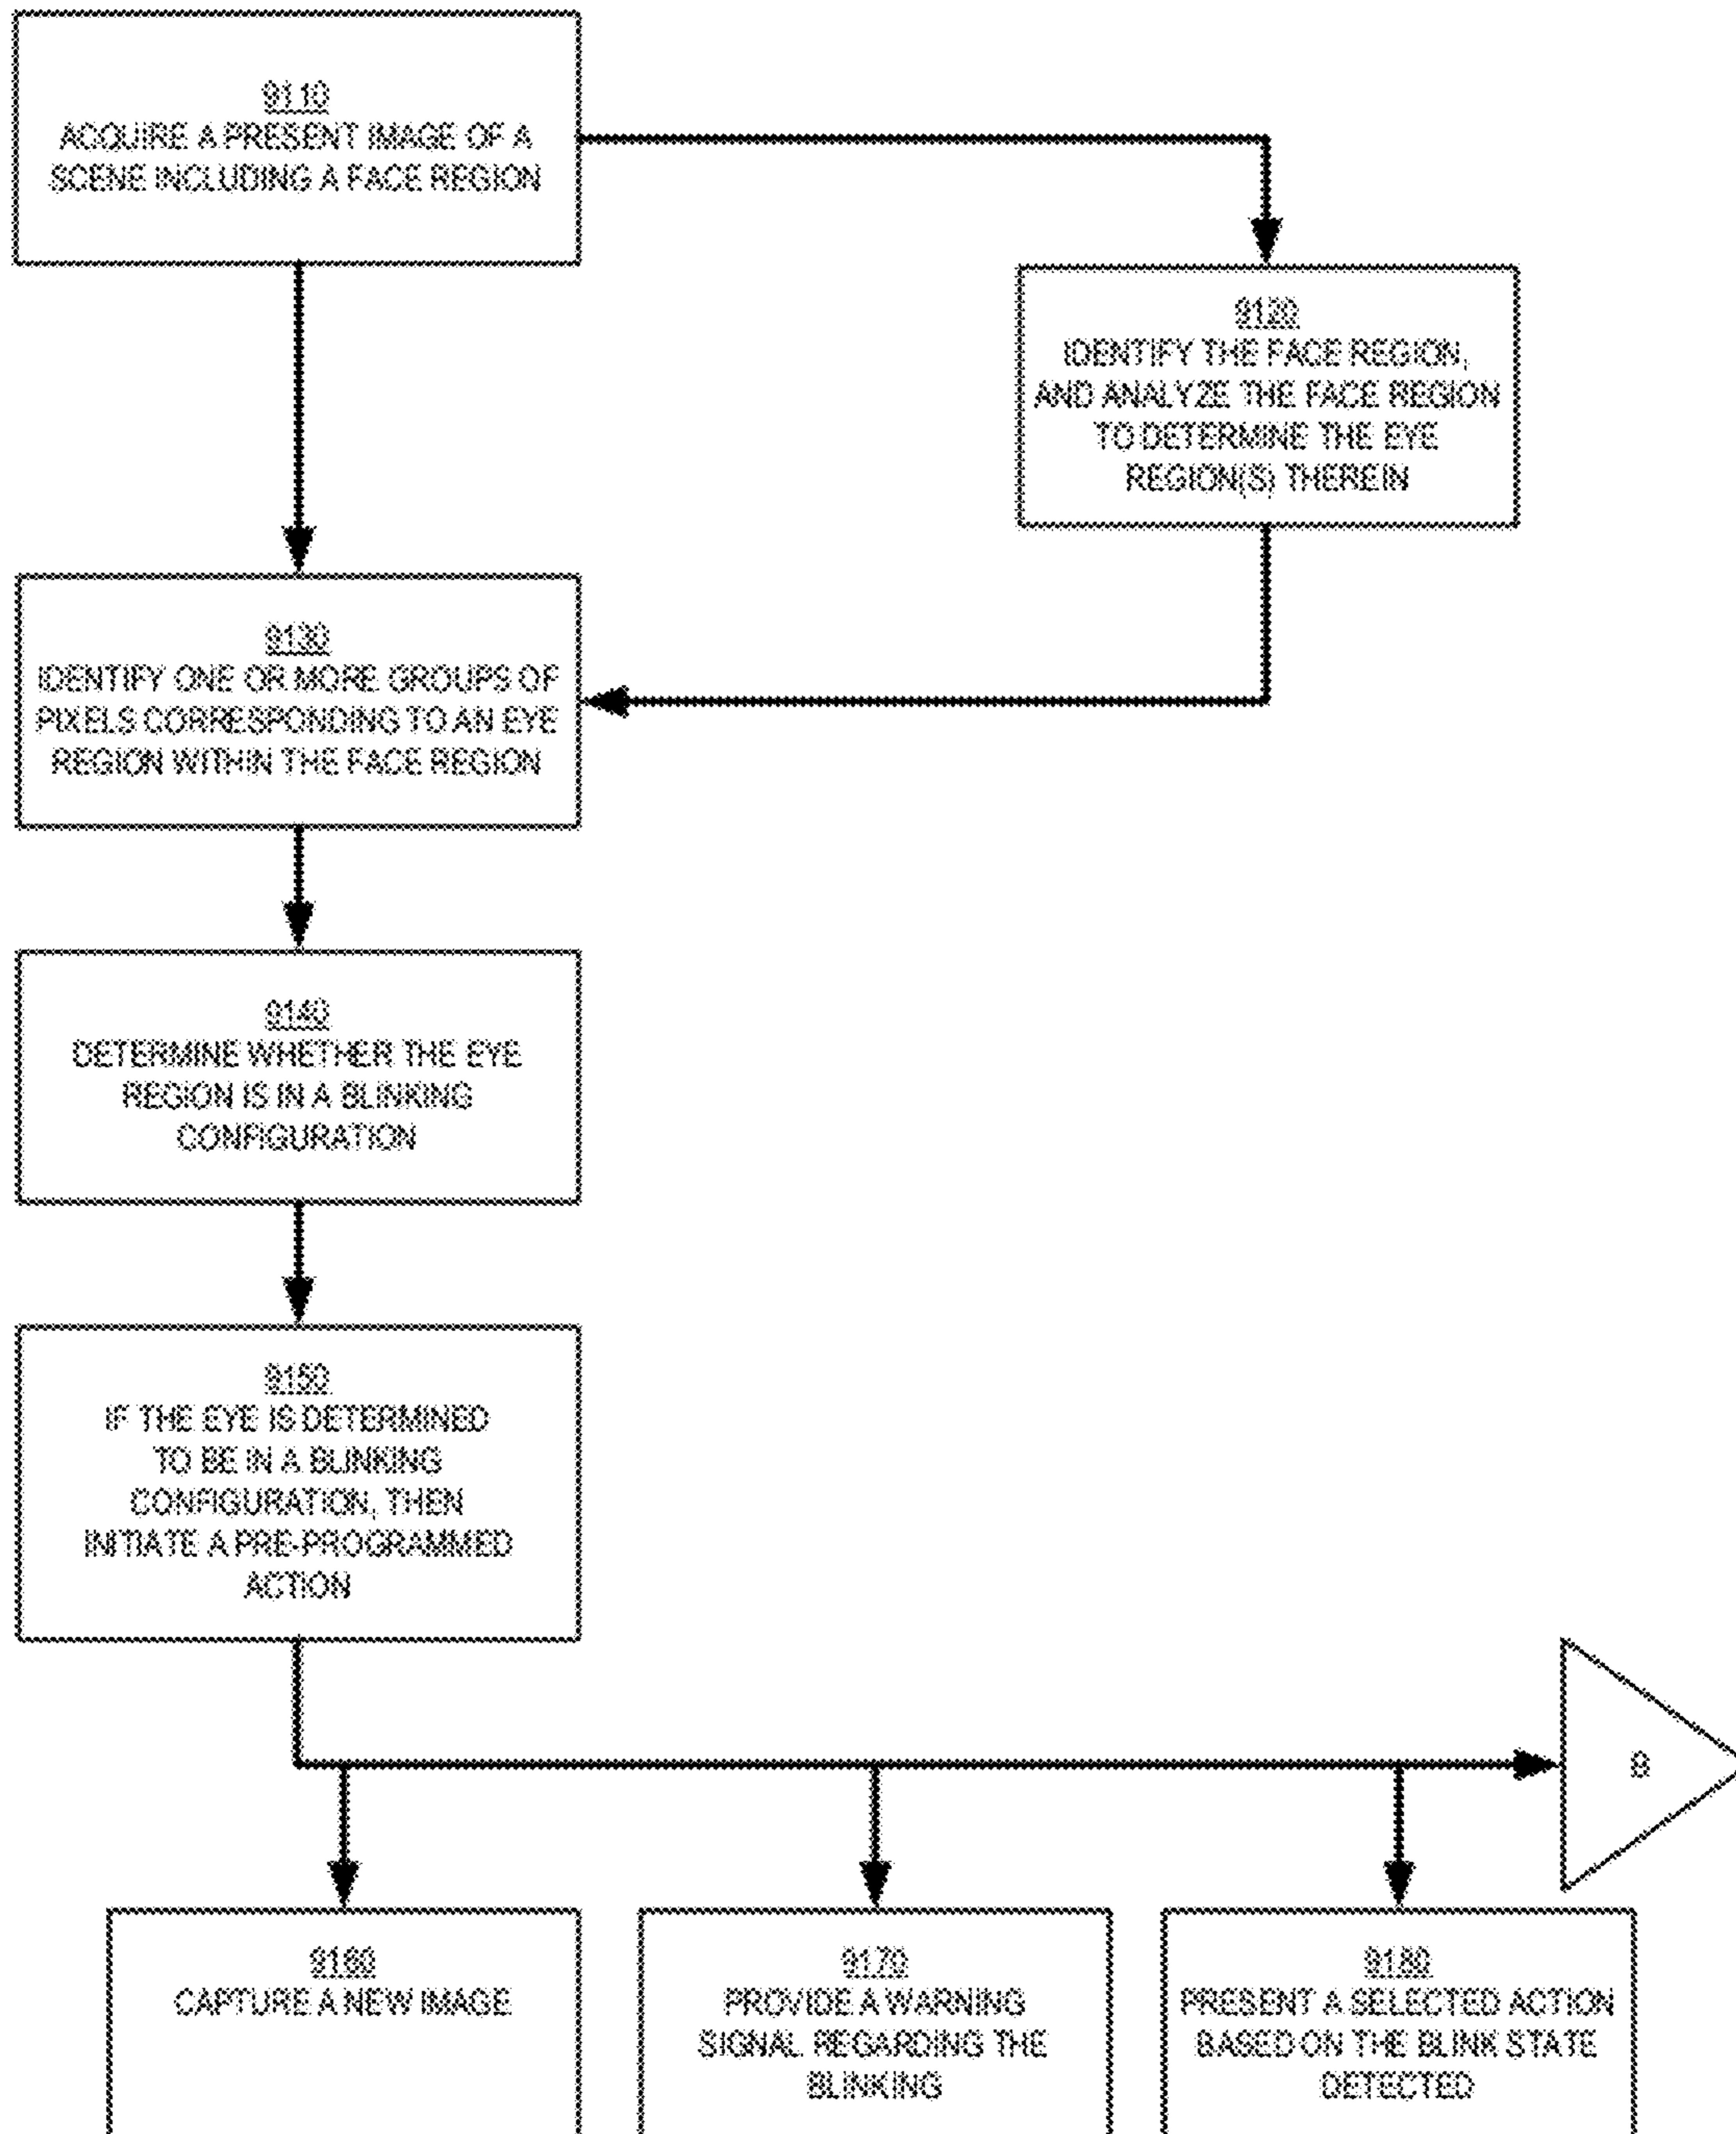 9110
ACQUIRE A PRESENT IMAGE OF A
SCENE INCLUDING A FACE REGION
9120
IDENTIFY THE FACE REGION,
AND ANALYZE THE FACE REGION
TO DETERMINE THE EYE
REGION(S) THEREIN
9130
IDENTIFY ONE OR MORE GROUPS OF
PIXELS CORRESPONDING TO AN EYE
REGION WITHIN THE FACE REGION
9140
DETERMINE WHETHER THE EYE
REGION IS IN A BLINKING
CONFIGURATION
9150
IF THE EYE IS DETERMINED
TO BE IN A BLINKING
CONFIGURATION, THEN
INITIATE A PRE-PROGRAMMED
ACTION
B
9160
CAPTURE A NEW IMAGE
9170
PROVIDE A WARNING
SIGNAL REGARDING THE
BLINKING
9180
PRESENT A SELECTED ACTION
BASED ON THE BLINK STATE
DETECTED